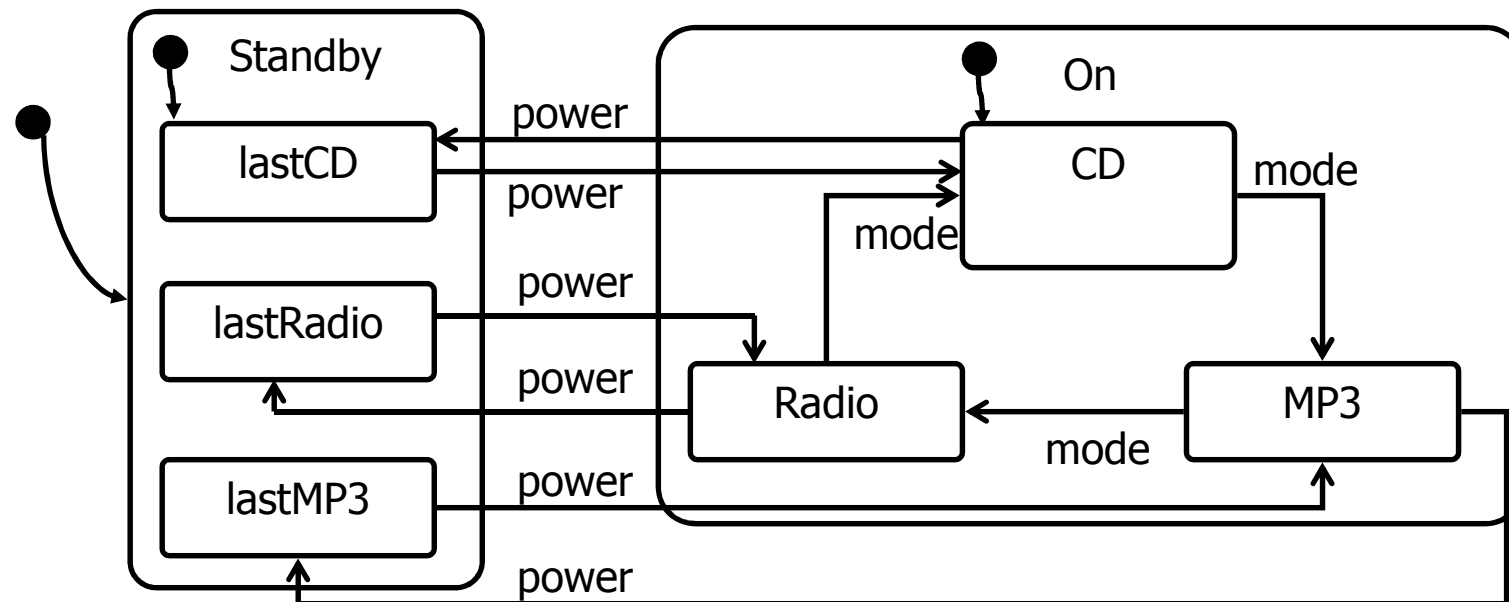 Standby
On
power
lastCD
CD
mode
power
mode
power
lastRadio
power
Radio
MP3
mode
power
lastMP3
power